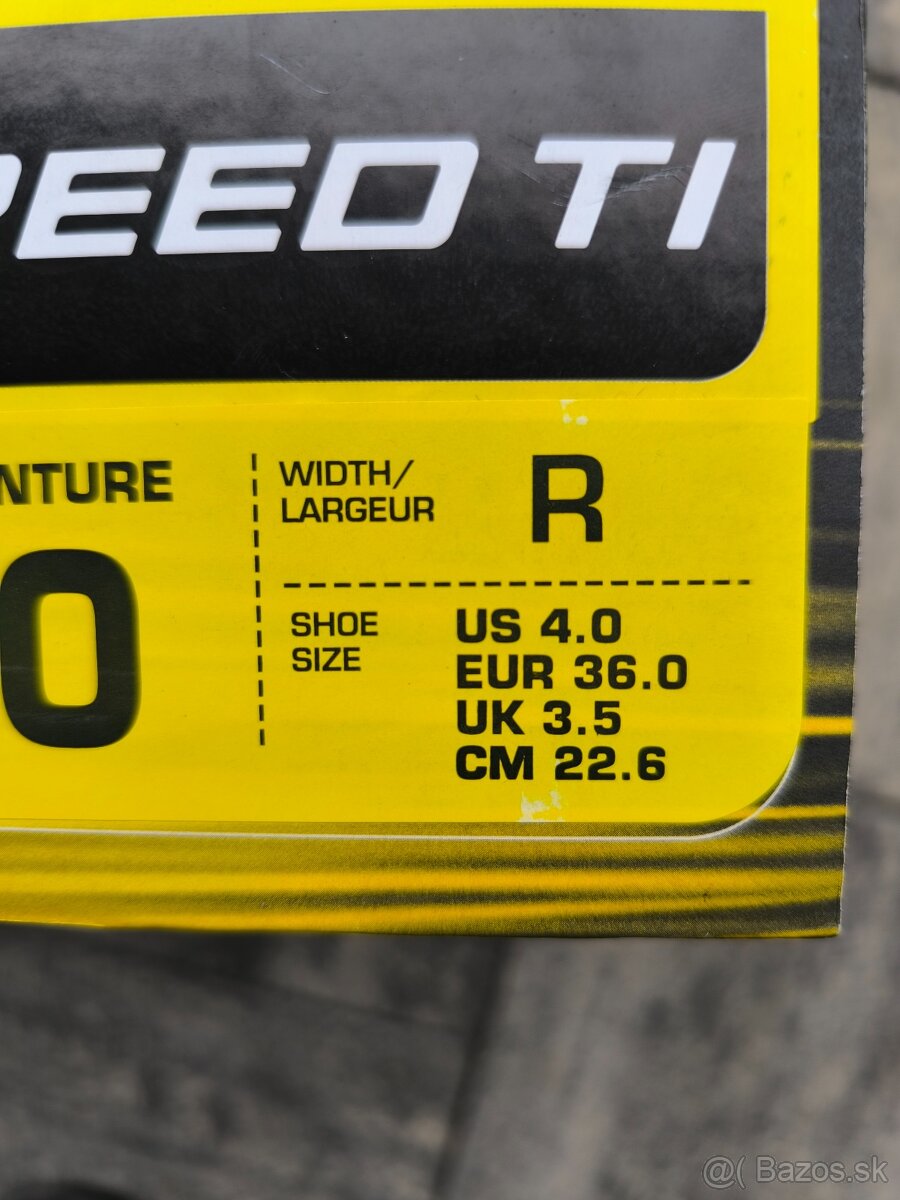 PEED TI
NTURE
0
WIDTH/
LARGEUR
R
SHOE
SIZE
US 4.0
EUR 36.0
UK 3.5
CM 22.6
@( Bazos.sk